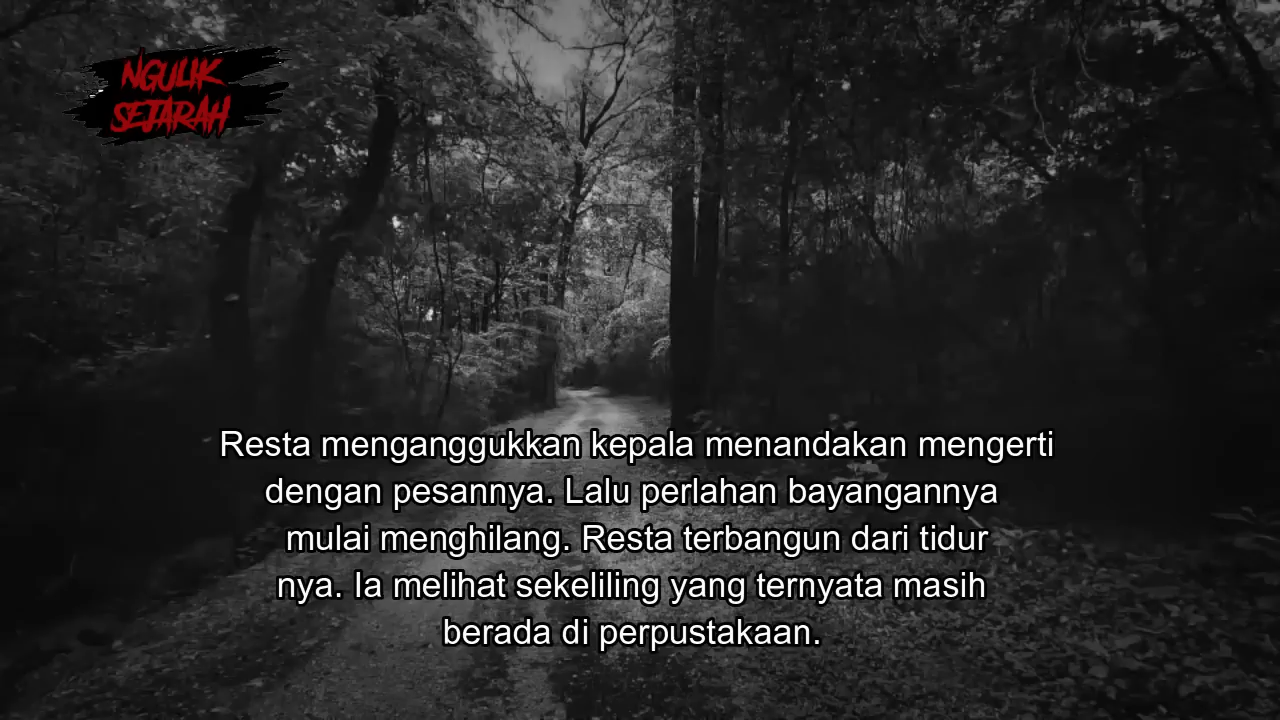 NGULIK
SEJARAH
Resta menganggukkan kepala menandakan mengerti
dengan pesannya. Lalu perlahan bayangannya
mulai menghilang. Resta terbangun dari tidur
nya. Ia melihat sekeliling yang ternyata masih
berada di perpustakaan.